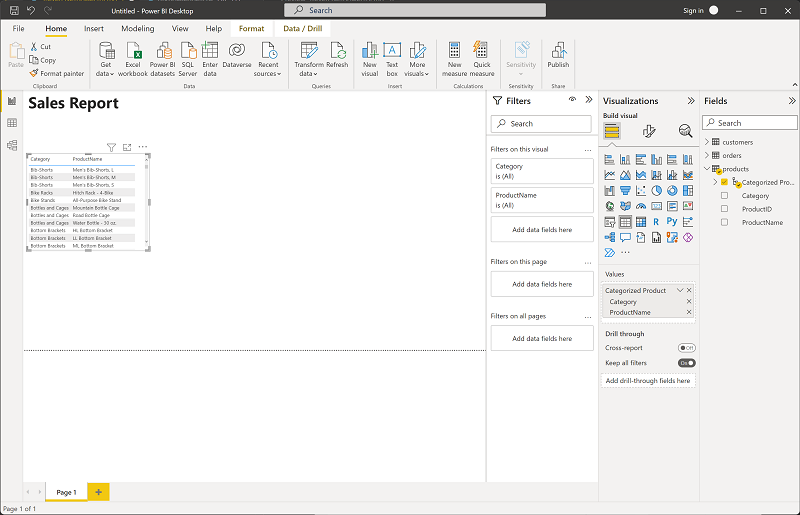 Untitled - Power BI Desktop
Search
Sign in
File Home Insert Modeling View Help Format Data / Drill
Paste
Cut
Copy
Format painter
Clipboard
Get data
Excel workbook
Power BI datasets
SQL Server
Enter data
Dataverse
Recent sources
Data
Transform data
Refresh
Queries
New visual
Text box
More visuals
Insert
New measure
Quick measure
Calculations
Sensitivity
Sensitivity
Publish
Share
Sales Report
Category ProductName
Bib-Shorts Men's Bib-Shorts, L
Bib-Shorts Men's Bib-Shorts, M
Bib-Shorts Men's Bib-Shorts, S
Bike Racks Hitch Rack - 4-Bike
Bike Stands All-Purpose Bike Stand
Bottles and Cages Mountain Bottle Cage
Bottles and Cages Road Bottle Cage
Bottles and Cages Water Bottle - 30 oz.
Bottom Brackets HL Bottom Bracket
Bottom Brackets LL Bottom Bracket
Bottom Brackets ML Bottom Bracket
Filters
Search
Filters on this visual ...
Category
is (All)
ProductName
is (All)
Add data fields here
Filters on this page ...
Add data fields here
Filters on all pages ...
Add data fields here
Visualizations
Build visual
R Py
...
Values
Categorized Product
Category
ProductName
Drill through
Cross-report Off
Keep all filters On
Add drill-through fields here
Fields
Search
customers
orders
products
Categorized Pro...
Category
ProductID
ProductName
Page 1
Page 1 of 1